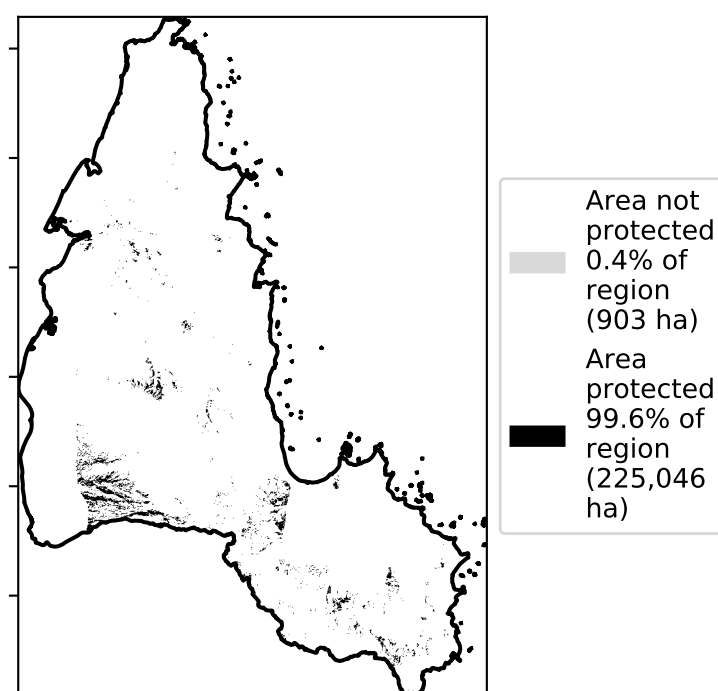 Area not
protected
0.4% of
region
(903 ha)
Area
protected
99.6% of
region
(225,046
ha)